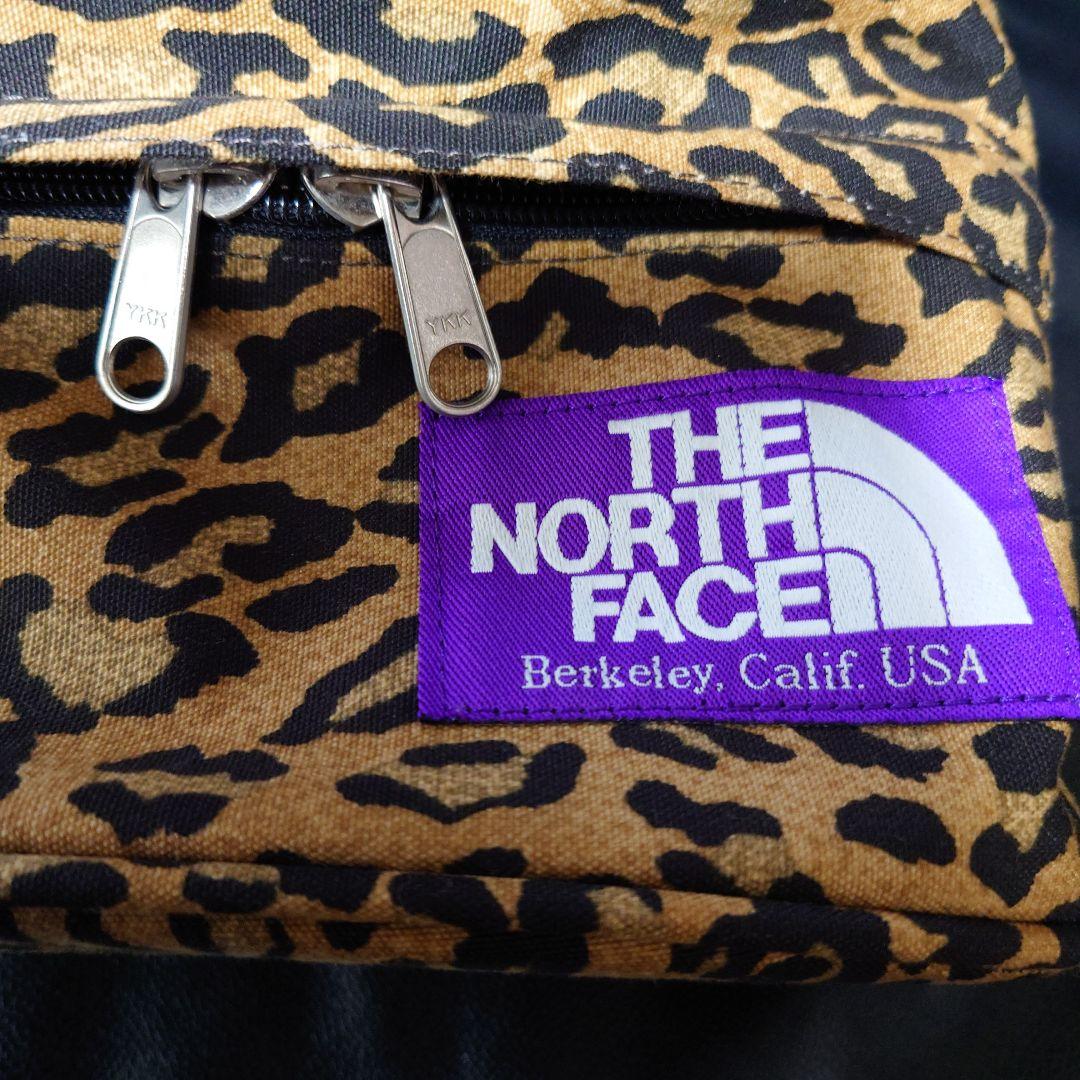 YKK
YKK
THE
NORTH
FACE
Berkeley, Calif. USA